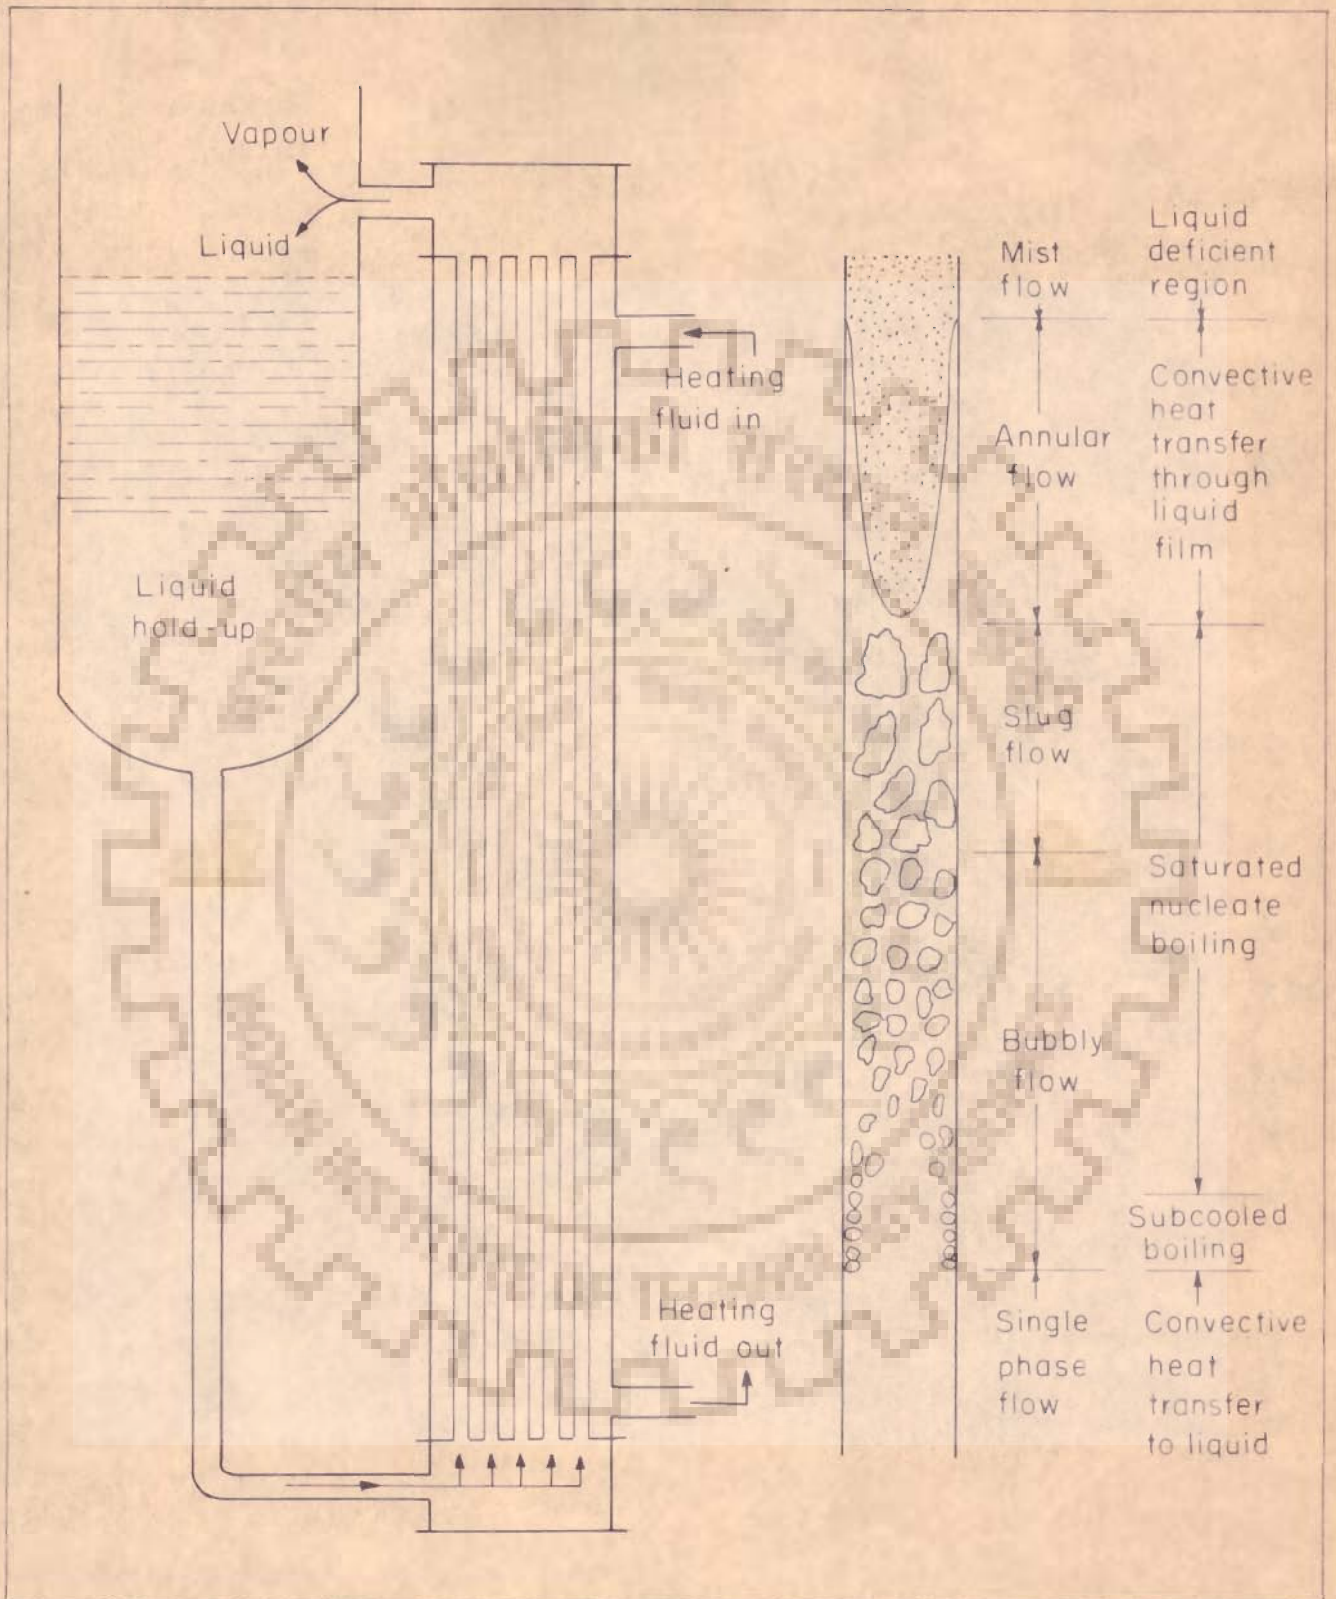 Vapour
Liquid
Liquid
hold-up
Heating
fluid in
Heating
fluid out
Mist
flow
Annular
flow
Slug
flow
Bubbly
flow
Single
phase
flow
Liquid
deficient
region
Convective
heat
transfer
through
liquid
film
Saturated
nucleate
boiling
Subcooled
boiling
Convective
heat
transfer
to liquid